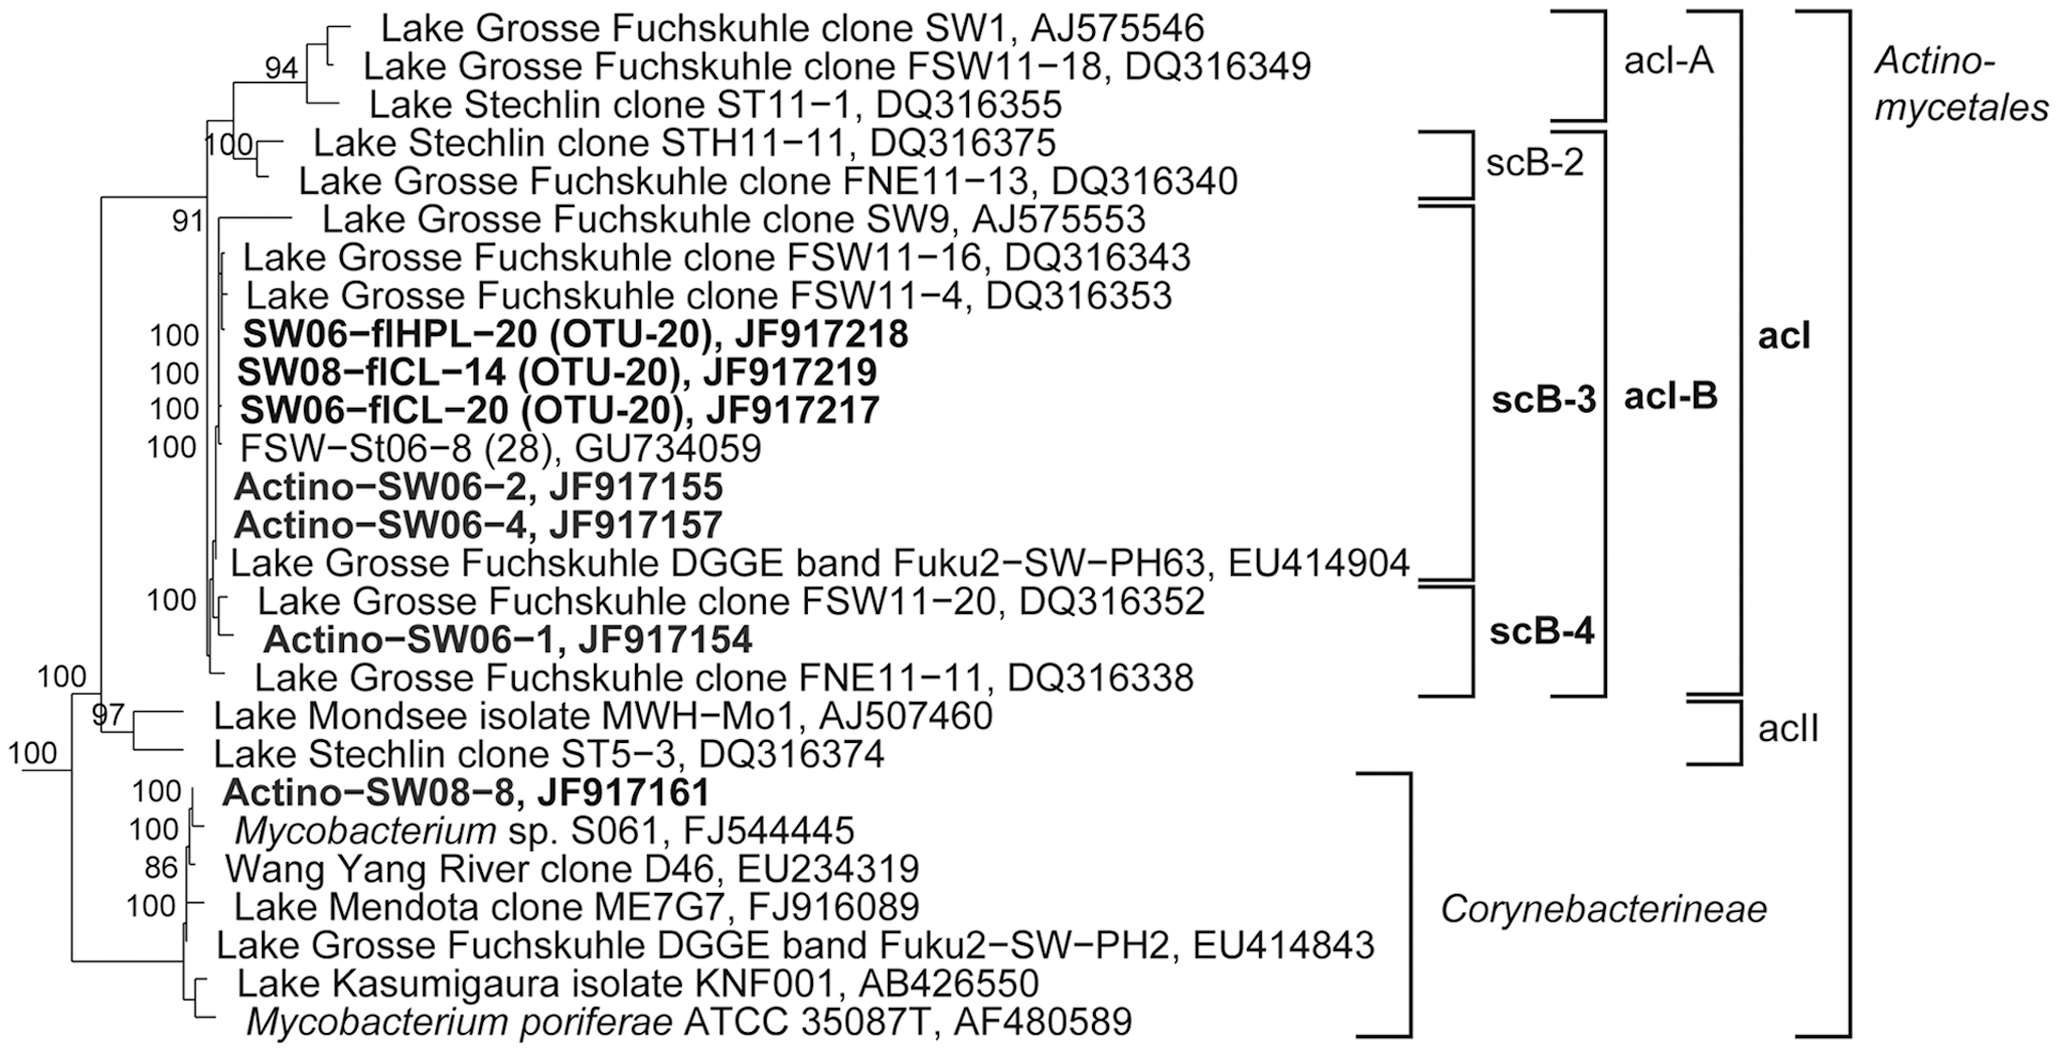 Lake Grosse Fuchskuhle clone SW1, AJ575546
94 Lake Grosse Fuchskuhle clone FSW11−18, DQ316349
Lake Stechlin clone ST11−1, DQ316355
100 Lake Stechlin clone STH11−11, DQ316375
Lake Grosse Fuchskuhle clone FNE11−13, DQ316340
91 Lake Grosse Fuchskuhle clone SW9, AJ575553
Lake Grosse Fuchskuhle clone FSW11−16, DQ316343
Lake Grosse Fuchskuhle clone FSW11−4, DQ316353
100 SW06−flHPL−20 (OTU-20), JF917218
100 SW08−flCL−14 (OTU-20), JF917219
100 SW06−flCL−20 (OTU-20), JF917217
100 FSW−St06−8 (28), GU734059
Actino−SW06−2, JF917155
Actino−SW06−4, JF917157
Lake Grosse Fuchskuhle DGGE band Fuku2−SW−PH63, EU414904
100 Lake Grosse Fuchskuhle clone FSW11−20, DQ316352
Actino−SW06−1, JF917154
100 Lake Grosse Fuchskuhle clone FNE11−11, DQ316338
97 Lake Mondsee isolate MWH−Mo1, AJ507460
100 Lake Stechlin clone ST5−3, DQ316374
100 Actino−SW08−8, JF917161
100 Mycobacterium sp. S061, FJ544445
86 Wang Yang River clone D46, EU234319
100 Lake Mendota clone ME7G7, FJ916089
Lake Grosse Fuchskuhle DGGE band Fuku2−SW−PH2, EU414843
Lake Kasumigaura isolate KNF001, AB426550
Mycobacterium poriferae ATCC 35087T, AF480589
scB-2
scB-3
scB-4
acI-A
acI-B
acI
acII
Corynebacterineae
Actino-
mycetales